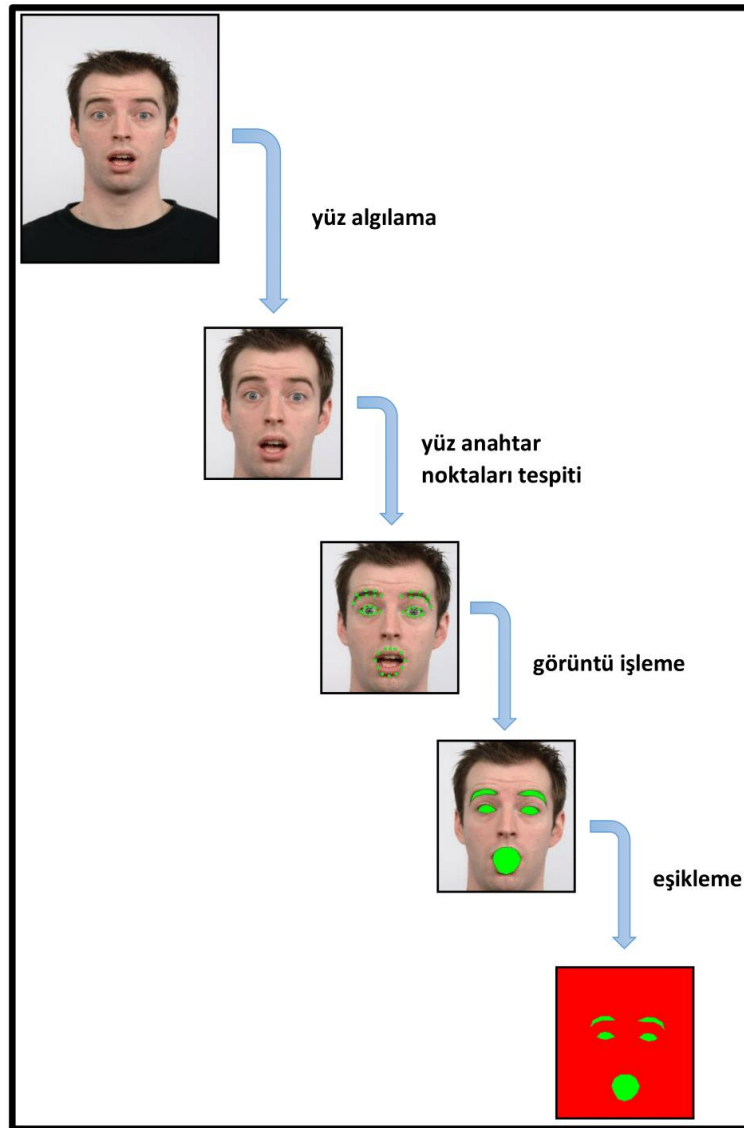 yüz algılama
yüz anahtar
noktaları tespiti
görüntü işleme
eşikleme